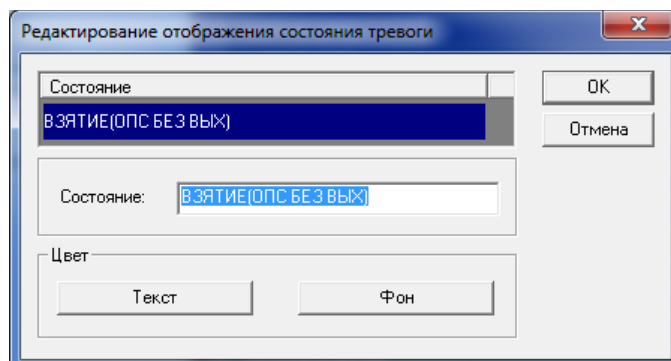 Редактирование отображения состояния тревоги
Состояние
OK
ВЗЯТИЕ(ОПС БЕЗ ВЫХ)
Отмена
Состояние:
ВЗЯТИЕ(ОПС БЕЗ ВЫХ)
Цвет
Текст
Фон